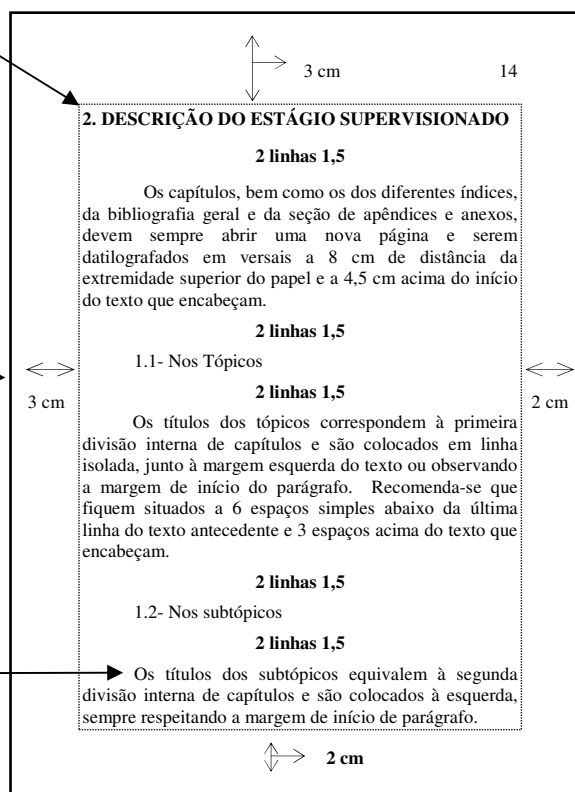 3 cm 14
2. DESCRIÇÃO DO ESTÁGIO SUPERVISIONADO
2 linhas 1,5
Os capítulos, bem como os dos diferentes índices,
da bibliografia geral e da seção de apêndices e anexos,
devem sempre abrir uma nova página e serem
datilografados em versais a 8 cm de distância da
extremidade superior do papel e a 4,5 cm acima do início
do texto que encabeçam.
2 linhas 1,5
1.1- Nos Tópicos
3 cm
2 linhas 1,5
2 cm
Os títulos dos tópicos correspondem à primeira
divisão interna de capítulos e são colocados em linha
isolada, junto à margem esquerda do texto ou observando
a margem de início do parágrafo. Recomenda-se que
fiquem situados a 6 espaços simples abaixo da última
linha do texto antecedente e 3 espaços acima do texto que
encabeçam.
2 linhas 1,5
1.2- Nos subtópicos
2 linhas 1,5
Os títulos dos subtópicos equivalem à segunda
divisão interna de capítulos e são colocados à esquerda,
sempre respeitando a margem de início de parágrafo.
2 cm